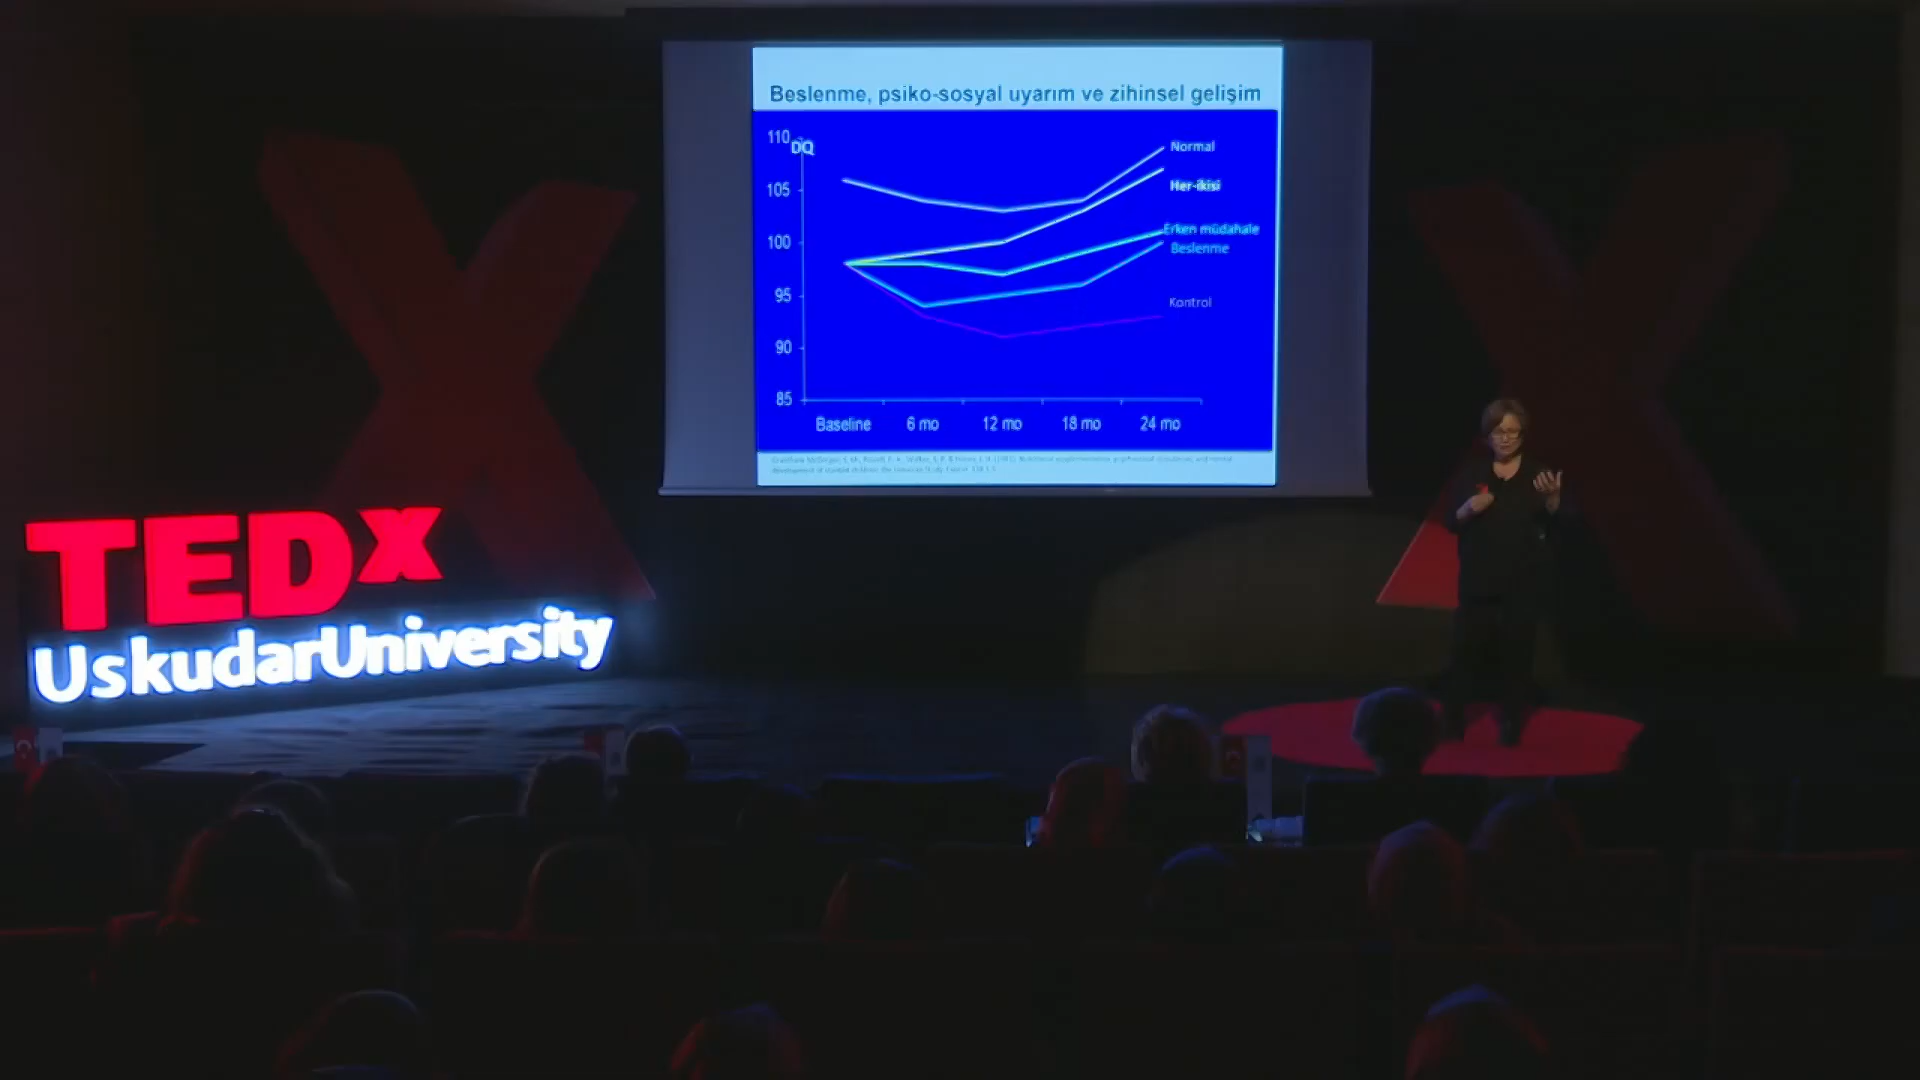 Beslenme, psiko-sosyal uyarım ve zihinsel gelişim
110
DQ
105
100
95
90
85
Normal
Her-ikisi
Erken müdahale
Beslenme
Kontrol
Baseline 6 mo 12 mo 18 mo 24 mo
TEDx
UskudarUniversity